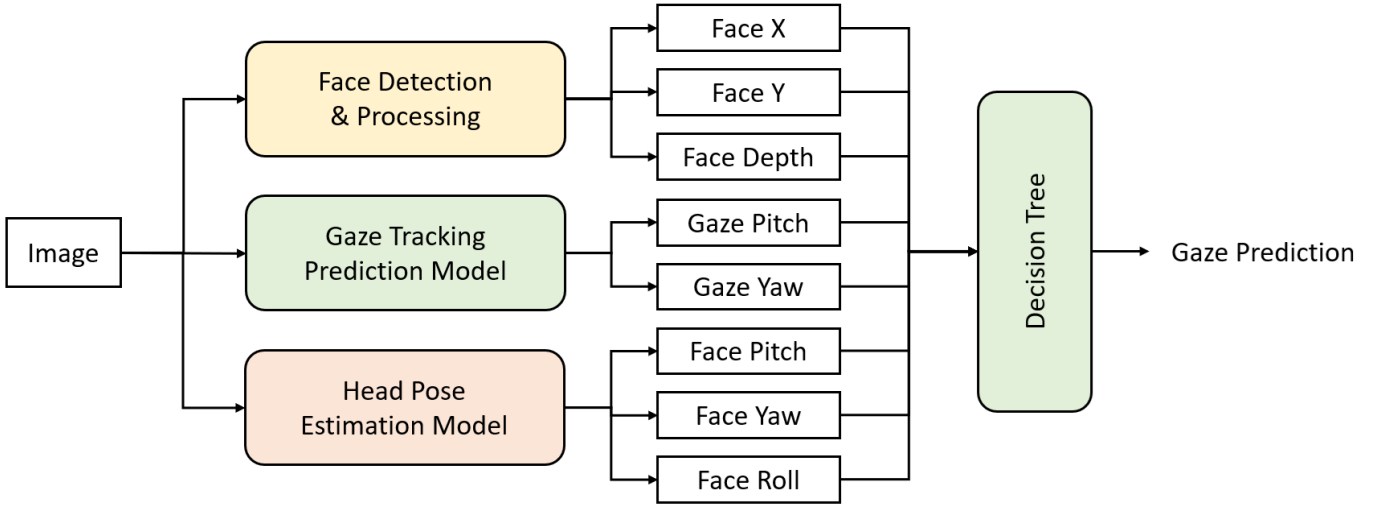 Image
Face Detection
& Processing
Gaze Tracking
Prediction Model
Head Pose
Estimation Model
Face X
Face Y
Face Depth
Gaze Pitch
Gaze Yaw
Face Pitch
Face Yaw
Face Roll
Decision Tree
Gaze Prediction